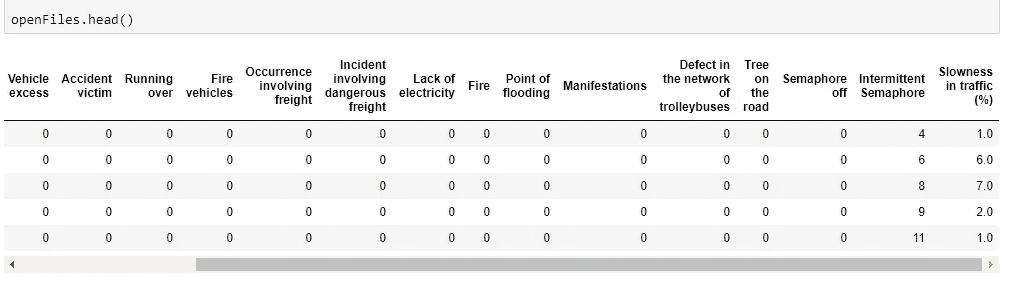 openFiles.head()
Vehicle excess Accident victim Running over Fire vehicles Occurrence involving freight Incident involving dangerous freight Lack of electricity Fire Point of flooding Manifestations Defect in the network of trolleybuses Tree on the road Semaphore off Intermittent Semaphore Slowness in traffic (%)
0 0 0 0 0 0 0 0 0 0 0 0 0 4 1.0
0 0 0 0 0 0 0 0 0 0 0 0 0 6 6.0
0 0 0 0 0 0 0 0 0 0 0 0 0 8 7.0
0 0 0 0 0 0 0 0 0 0 0 0 0 9 2.0
0 0 0 0 0 0 0 0 0 0 0 0 0 11 1.0